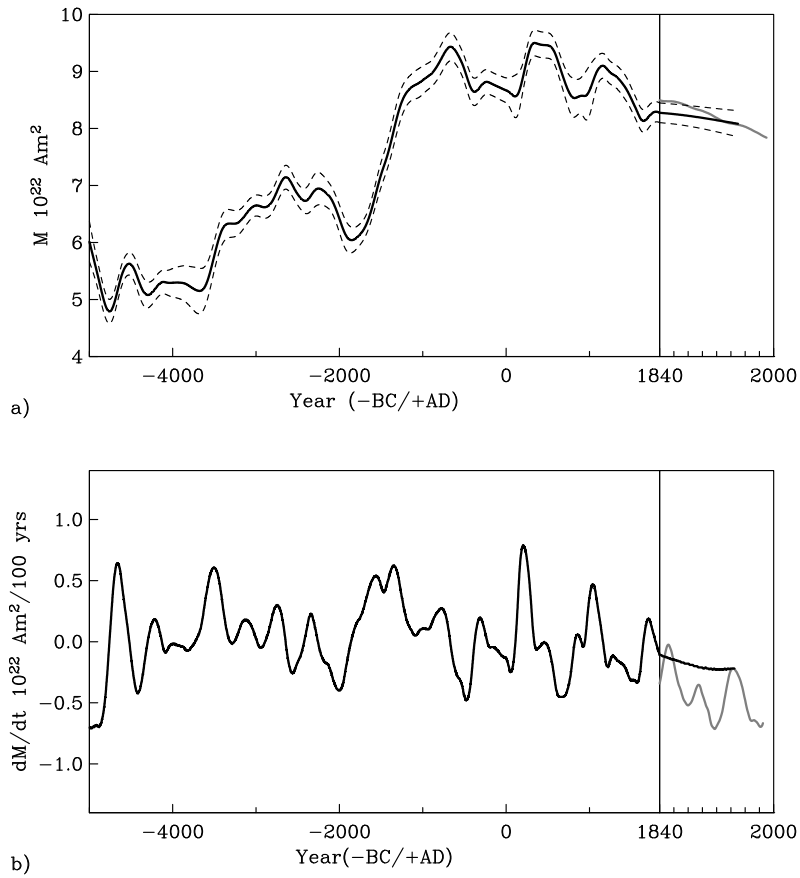 10
9
8
7
6
5
4
M 10²² Am²
−4000 −2000 0 1840 2000
Year (−BC/+AD)
a)
1.0
0.5
0.0
−0.5
−1.0
dM/dt 10²² Am²/100 yrs
−4000 −2000 0 1840 2000
Year(−BC/+AD)
b)